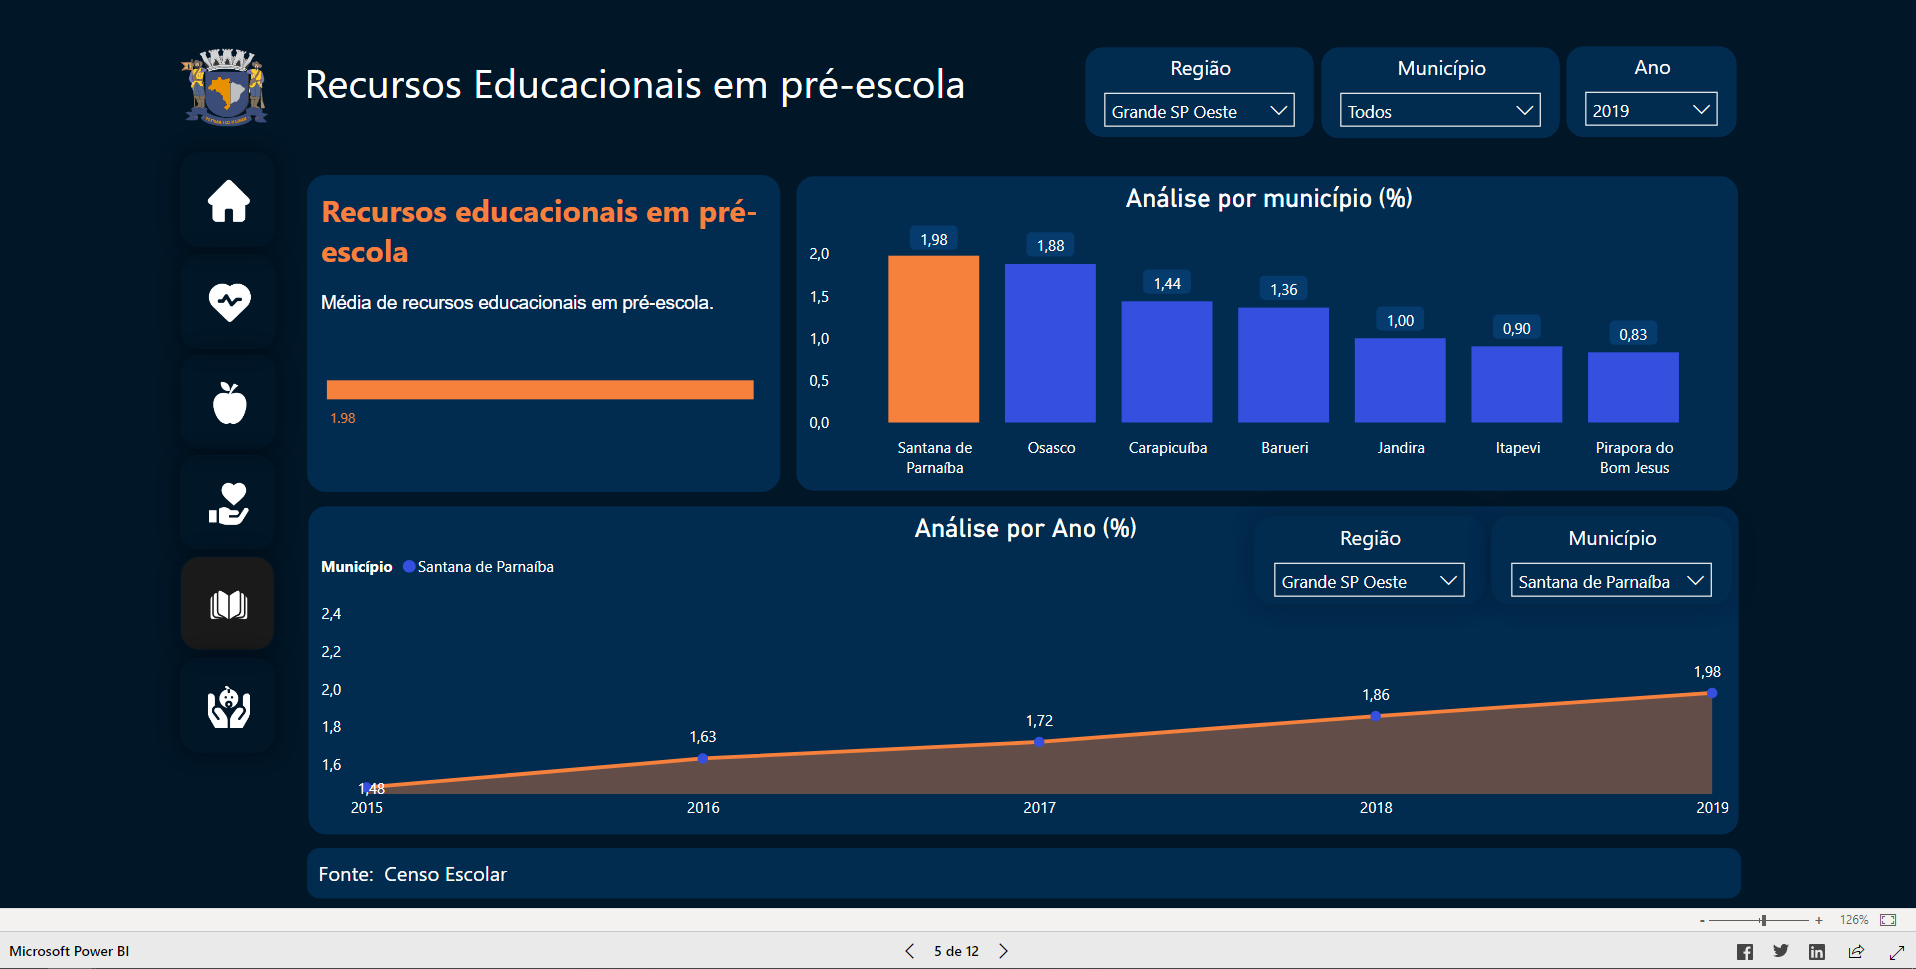 Recursos Educacionais em pré-escola
Região
Grande SP Oeste
Município
Todos
Ano
2019
Recursos educacionais em pré-
escola
Média de recursos educacionais em pré-escola.
1.98
Análise por município (%)
2,0
1,5
1,0
0,5
0,0
1,98
1,88
1,44
1,36
1,00
0,90
0,83
Santana de
Parnaíba
Osasco
Carapicuíba
Barueri
Jandira
Itapevi
Pirapora do
Bom Jesus
Análise por Ano (%)
Região
Grande SP Oeste
Município
Santana de Parnaíba
Município Santana de Parnaíba
2,4
2,2
2,0
1,8
1,6
1,48
1,63
1,72
1,86
1,98
2015
2016
2017
2018
2019
Fonte: Censo Escolar
- + 126%
Microsoft Power BI
5 de 12